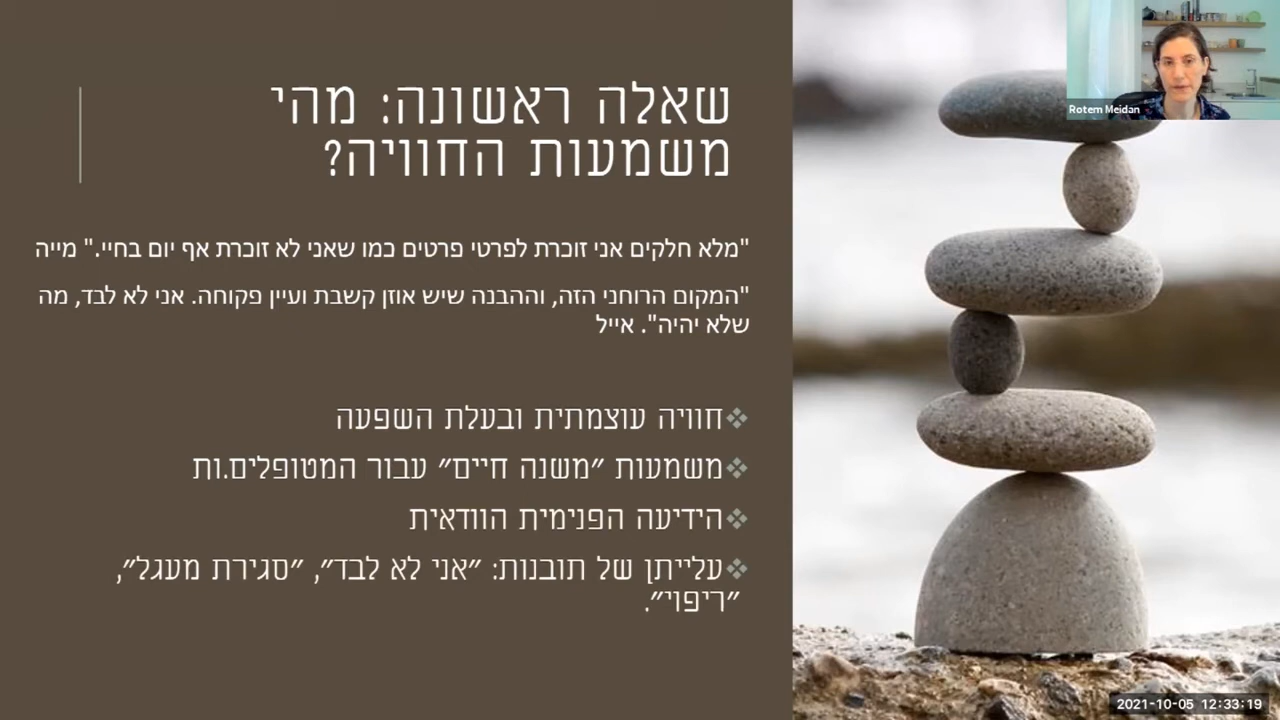 שאלה ראשונה: מהי
משמעות החוויה?
"מלא חלקים אני זוכרת לפרטי פרטים כמו שאני לא זוכרת אף יום בחיי." מייה
"המקום הרוחני הזה, וההבנה שיש אוזן קשבת ועיין פקוחה. אני לא לבד, מה
שלא יהיה". אייל
❖חוויה עוצמתית ובעלת השפעה
❖משמעות ״משנה חיים״ עבור המטופלים.ות
❖הידיעה הפנימית הוודאית
❖עלייתן של תובנות: ״אני לא לבד״, ״סגירת מעגל״,
״ריפוי״.
Rotem Meidan
2021-10-05 12:33:19